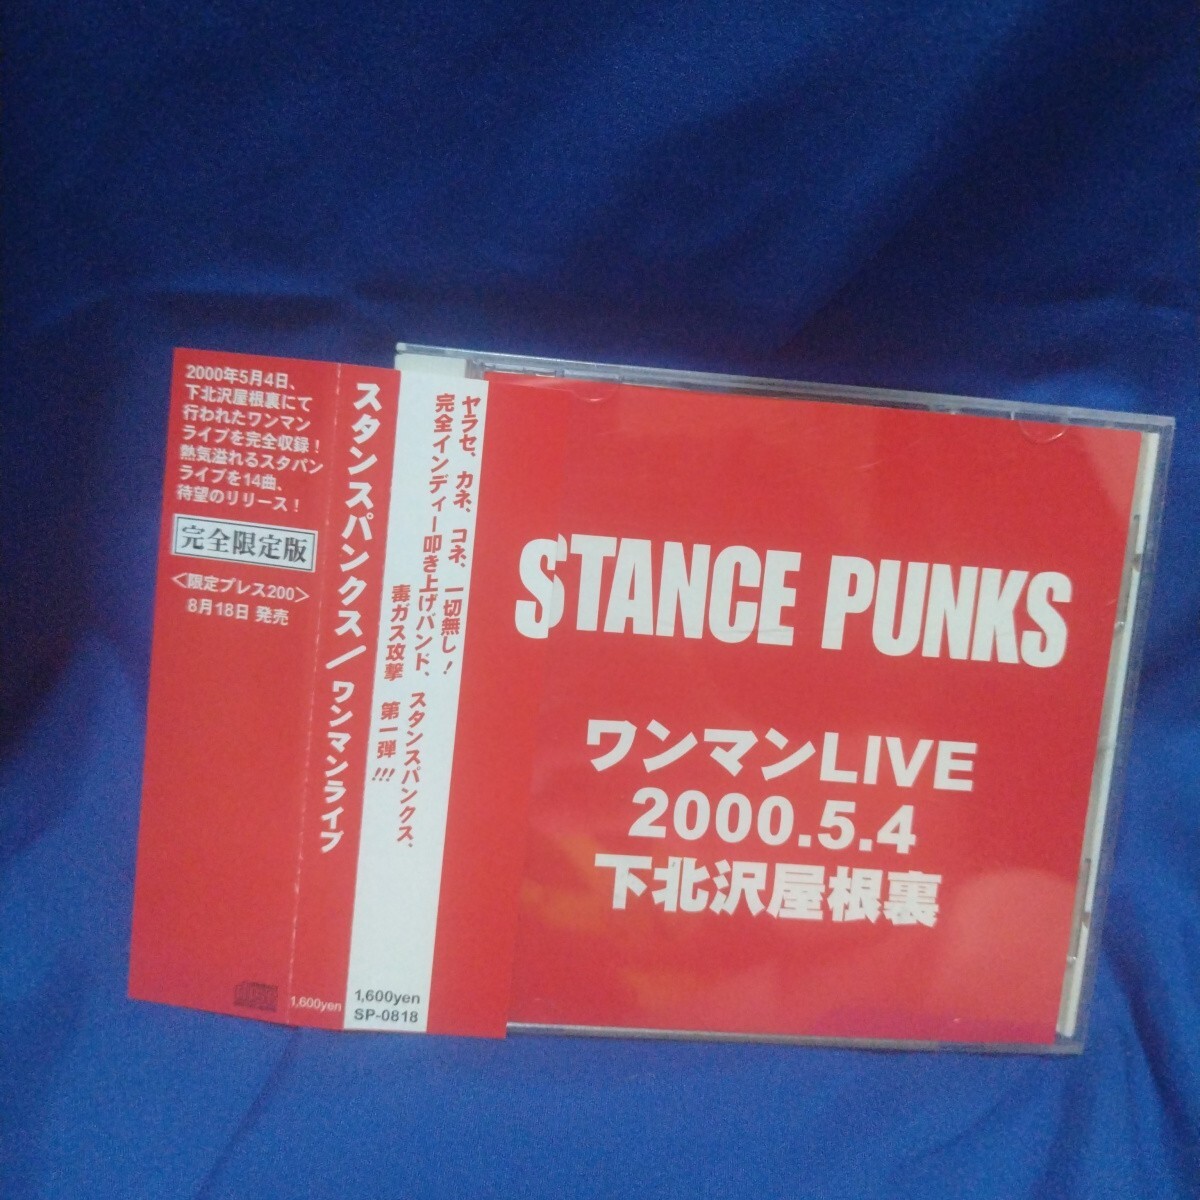 2000年5月4日、
下北沢屋根裏にて
行われたワンマン
ライブを完全収録！
熱気溢れるスタパン
ライブを14曲、
待望のリリース！
完全限定版
<限定プレス200>
8月18日 発売
スタンスパンクス/ワンマンライブ
1,600yen
ヤラセ、カネ、コネ、一切無し！
完全インディー叩き上げバンド、スタンスパンクス、
毒ガス攻撃 第一弾!!!
1,600yen
SP-0818
STANCE PUNKS
ワンマンLIVE
2000.5.4
下北沢屋根裏